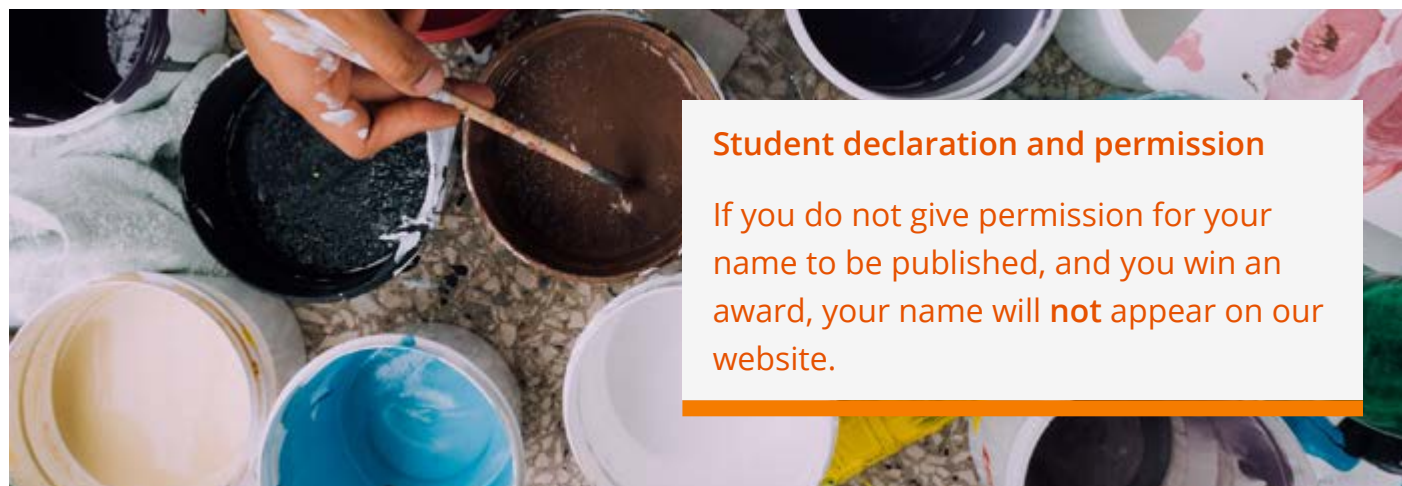 Student declaration and permission
If you do not give permission for your
name to be published, and you win an
award, your name will not appear on our
website.